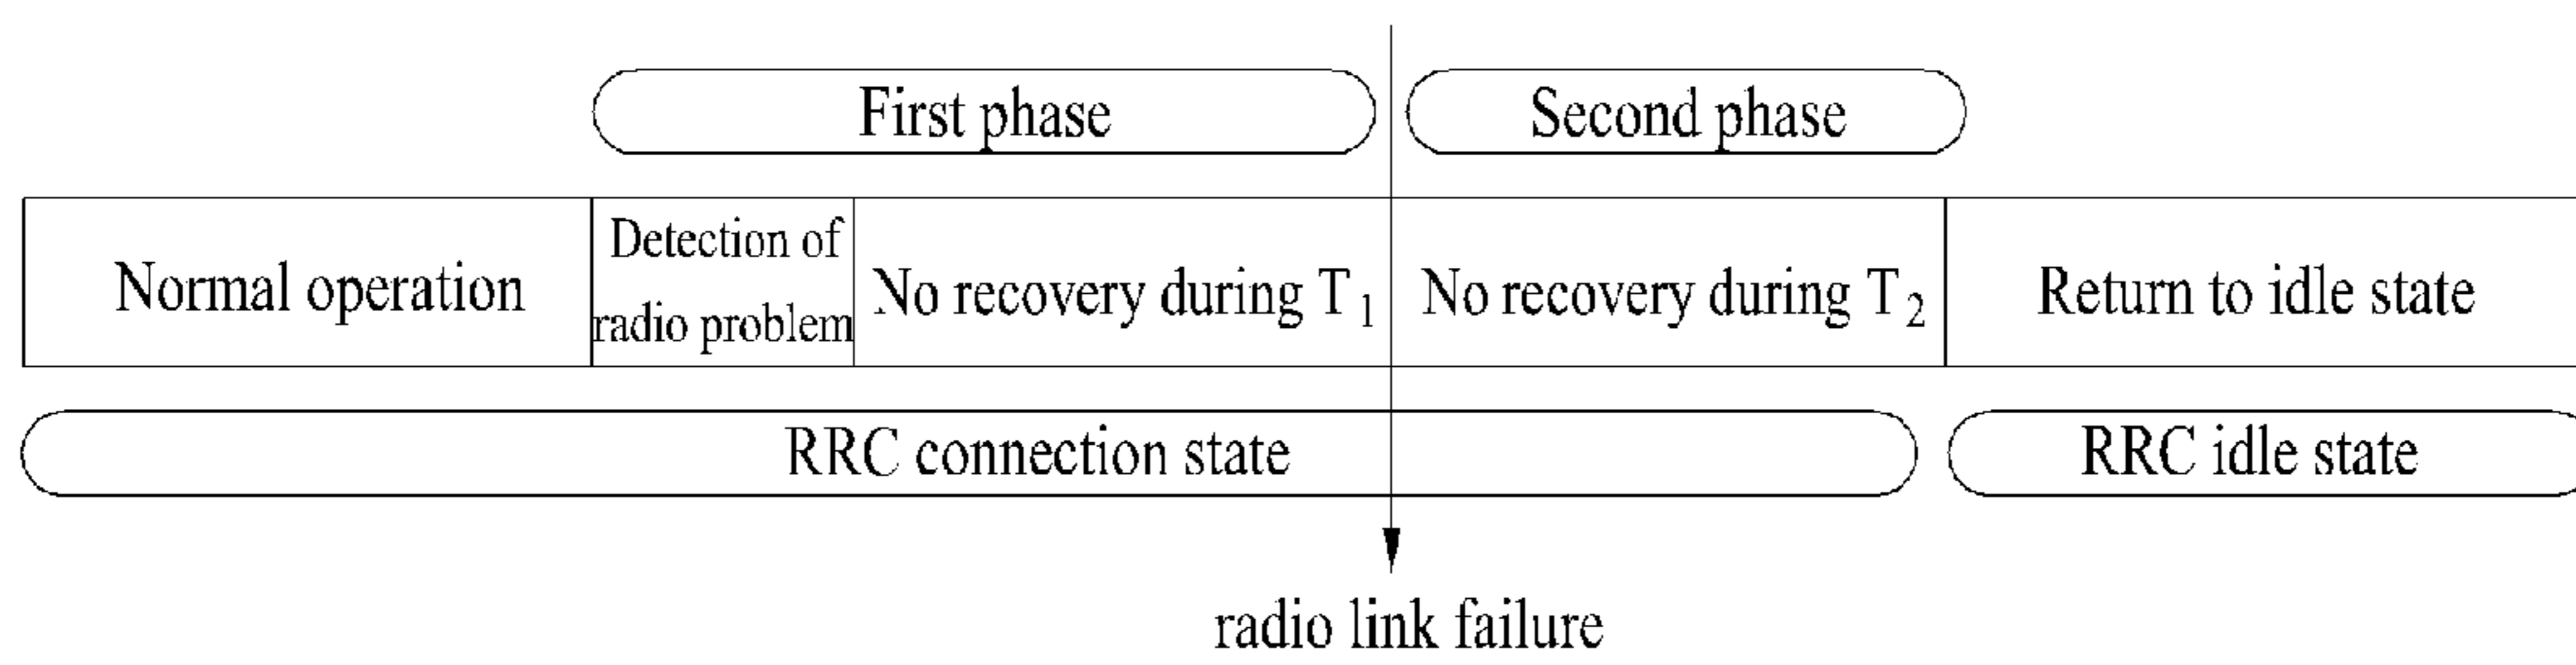 First phase
Second phase
Normal operation
Detection of
radio problem
No recovery during T₁
No recovery during T₂
Return to idle state
RRC connection state
RRC idle state
radio link failure